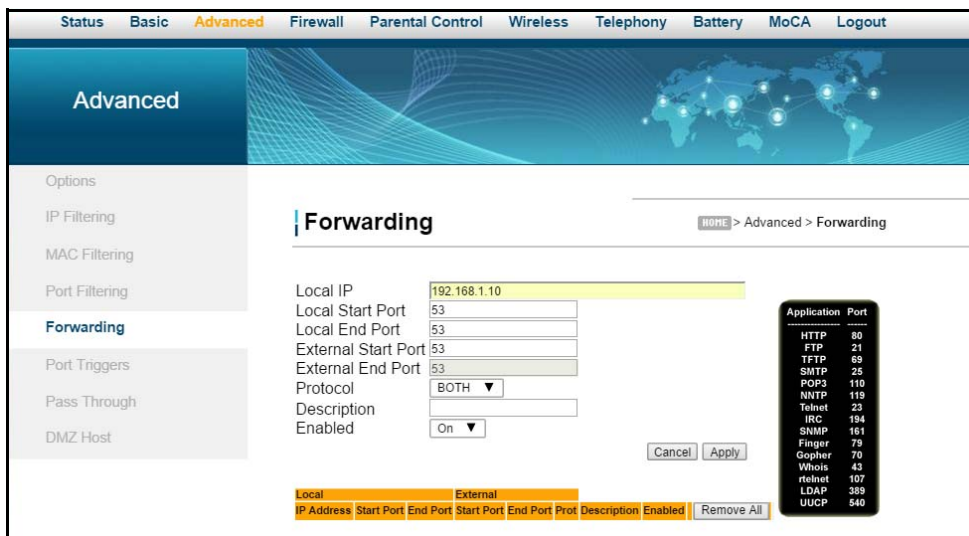 Status Basic Advanced Firewall Parental Control Wireless Telephony Battery MoCA Logout
Advanced
Options
IP Filtering
MAC Filtering
Port Filtering
Forwarding
Port Triggers
Pass Through
DMZ Host
Forwarding
HOME > Advanced > Forwarding
Local IP 192.168.1.10
Local Start Port 53
Local End Port 53
External Start Port 53
External End Port 53
Protocol BOTH ▼
Description
Enabled On ▼
Cancel Apply
Application Port
---------------- ------
HTTP 80
FTP 21
TFTP 69
SMTP 25
POP3 110
NNTP 119
Telnet 23
IRC 194
SNMP 161
Finger 79
Gopher 70
Whois 43
rtelnet 107
LDAP 389
UUCP 540
Local External
IP Address Start Port End Port Start Port End Port Prot Description Enabled Remove All